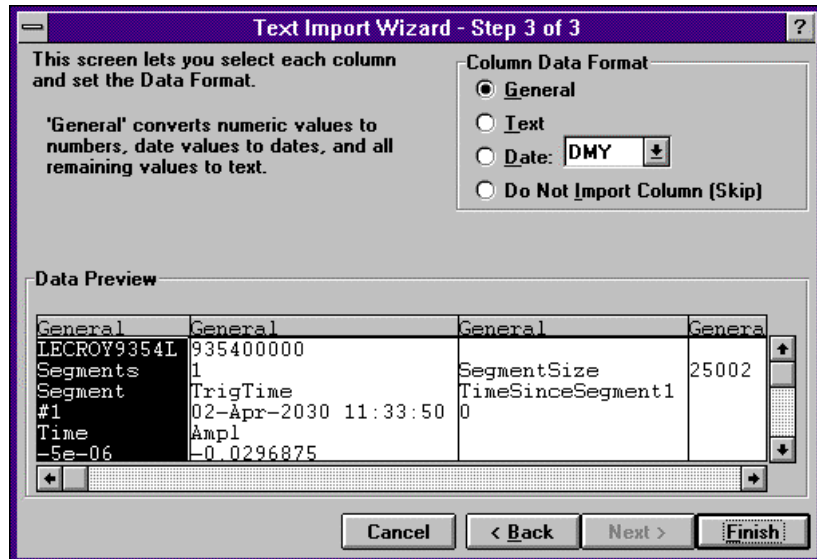 Text Import Wizard - Step 3 of 3
?
This screen lets you select each column
and set the Data Format.
'General' converts numeric values to
numbers, date values to dates, and all
remaining values to text.
Column Data Format
General
Text
Date: DMY
Do Not Import Column (Skip)
Data Preview
General General General Genera
LECROY9354L 935400000
Segments 1 SegmentSize 25002
Segment TrigTime TimeSinceSegment1
#1 02-Apr-2030 11:33:50 0
Time Ampl
-5e-06 -0.0296875
Cancel < Back Next > Finish